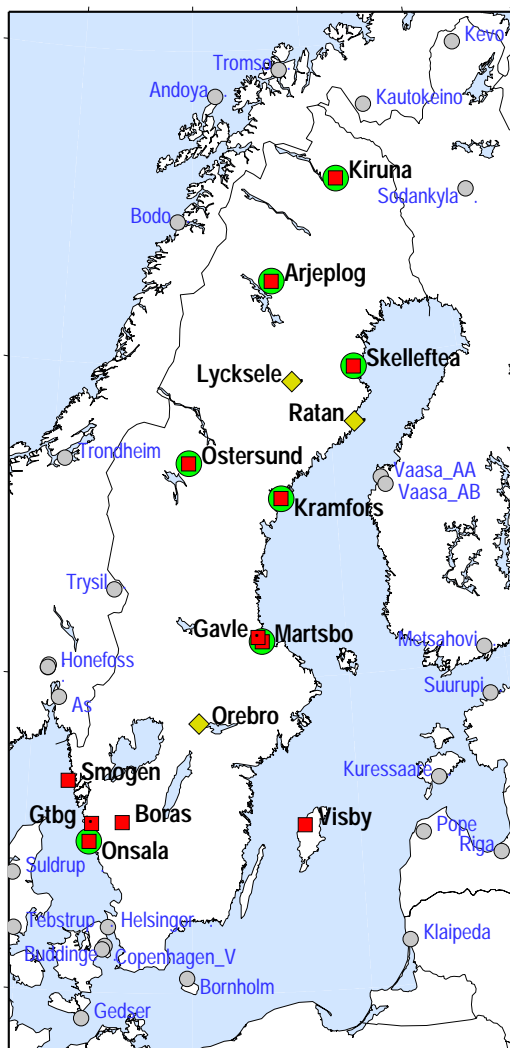 Kevo
Tromso
Andoya
Kautokeino
Kiruna
Sodankyla
Bodo
Arjeplog
Skelleftea
Lycksele
Ratan
Ostersund
Trondheim
Vaasa_AA
Vaasa_AB
Kramfors
Trysil
Gavle
Martsbo
Metsahovi
Honefoss
Suurupi
As
Orebro
Smogen
Kuressaare
Gtbg
Boras
Visby
Pope
Onsala
Riga
Suldrup
Tebstrup
Helsingor
Klaipeda
Buddinge
Copenhagen_V
Bornholm
Gedser